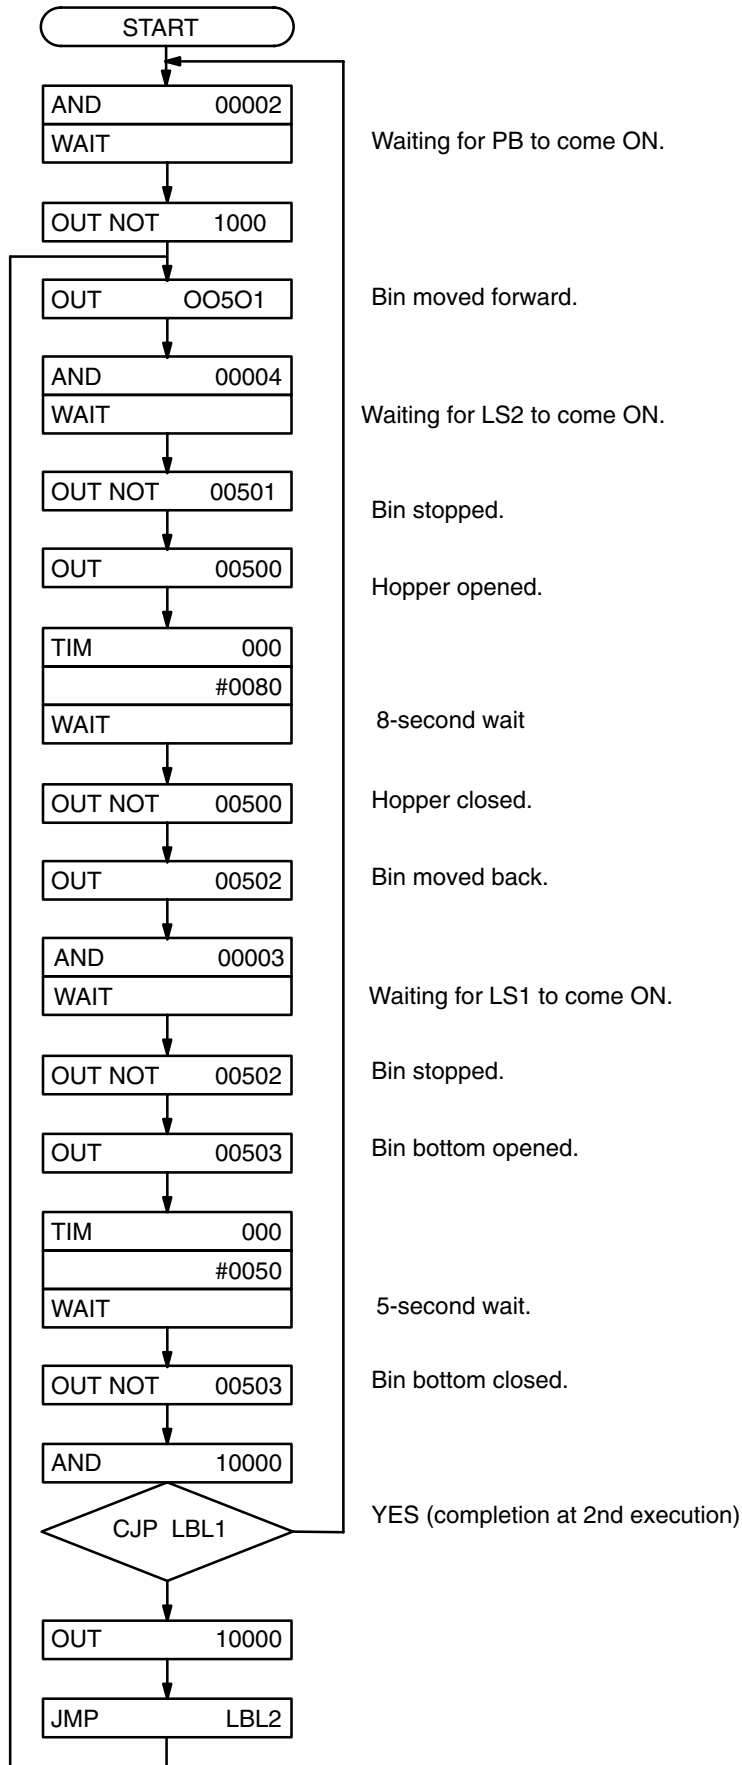 START
AND 00002
WAIT
Waiting for PB to come ON.
OUT NOT 1000
OUT OO5O1
Bin moved forward.
AND 00004
WAIT
Waiting for LS2 to come ON.
OUT NOT 00501
Bin stopped.
OUT 00500
Hopper opened.
TIM 000
#0080
WAIT
8-second wait
OUT NOT 00500
Hopper closed.
OUT 00502
Bin moved back.
AND 00003
WAIT
Waiting for LS1 to come ON.
OUT NOT 00502
Bin stopped.
OUT 00503
Bin bottom opened.
TIM 000
#0050
WAIT
5-second wait.
OUT NOT 00503
Bin bottom closed.
AND 10000
CJP LBL1
YES (completion at 2nd execution)
OUT 10000
JMP LBL2